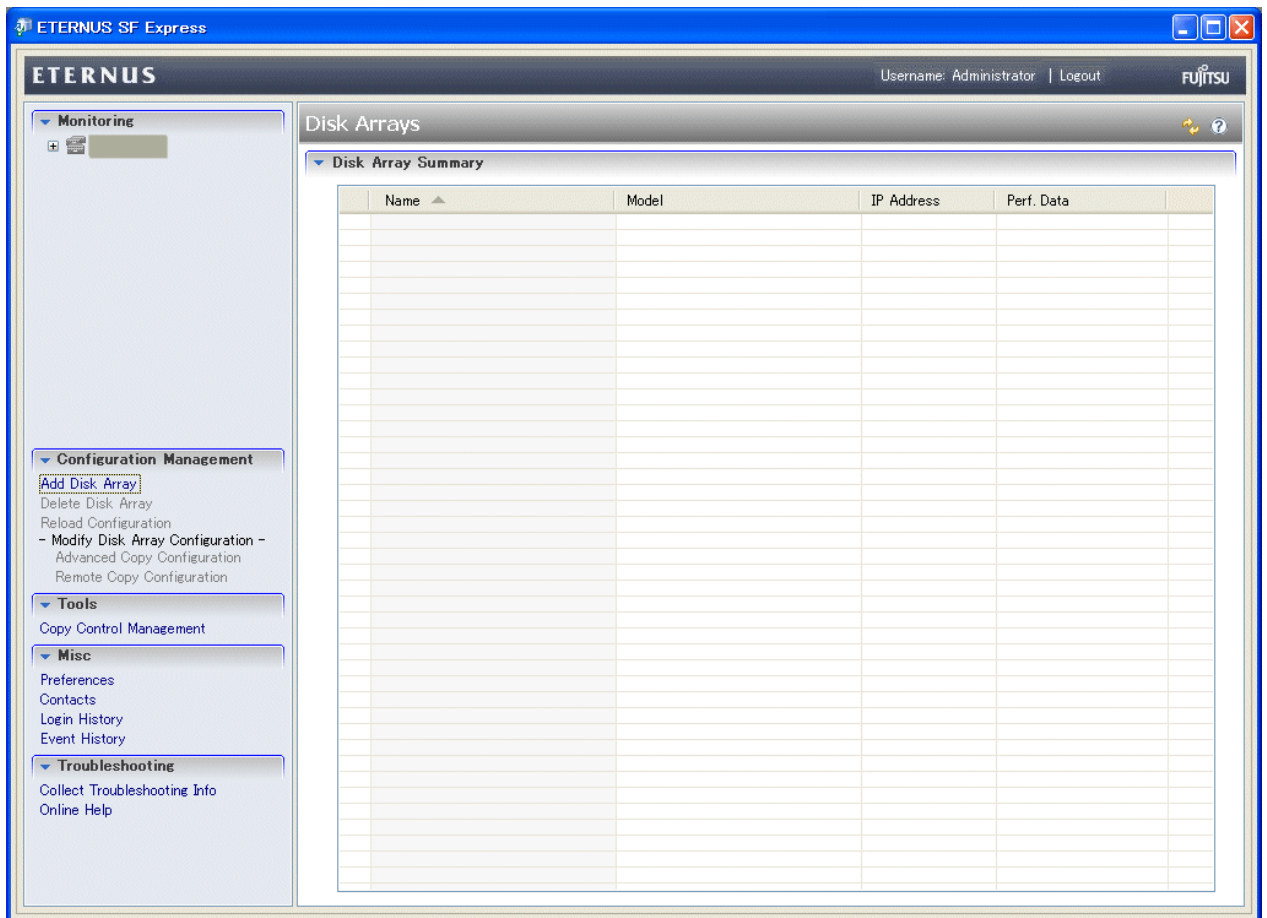 ETERNUS SF Express
ETERNUS
Username: Administrator | Logout
FUJITSU
Monitoring
Disk Arrays
Disk Array Summary
Name Model IP Address Perf. Data
Configuration Management
Add Disk Array
Delete Disk Array
Reload Configuration
- Modify Disk Array Configuration -
Advanced Copy Configuration
Remote Copy Configuration
Tools
Copy Control Management
Misc
Preferences
Contacts
Login History
Event History
Troubleshooting
Collect Troubleshooting Info
Online Help